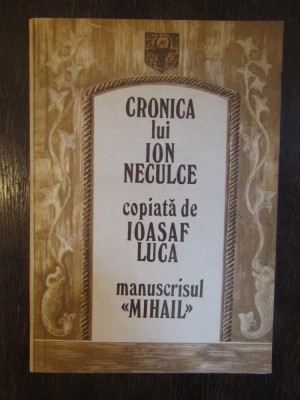 CRONICA
lui
ION
NECULCE
copiată de
IOASAF
LUCA
manuscrisul
«MIHAIL»